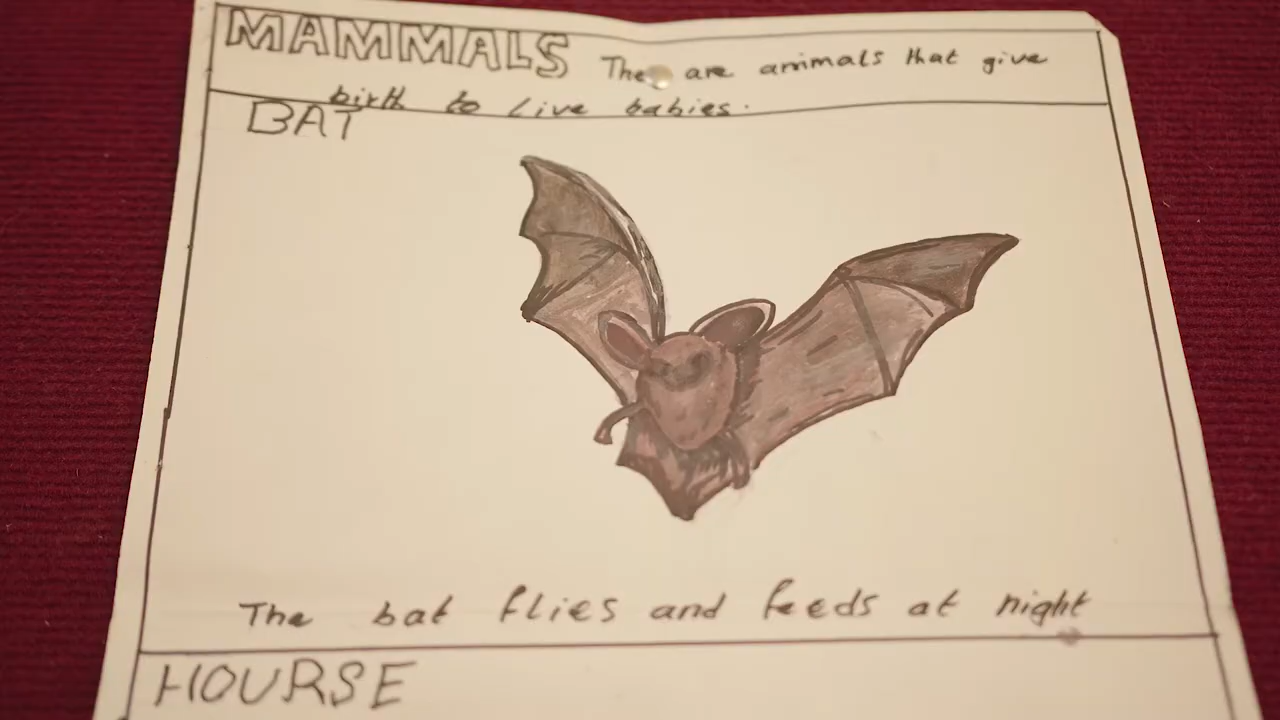 MAMMALS The are animals that give
birth to live babies.
BAT
The bat flies and feeds at night
HOURSE